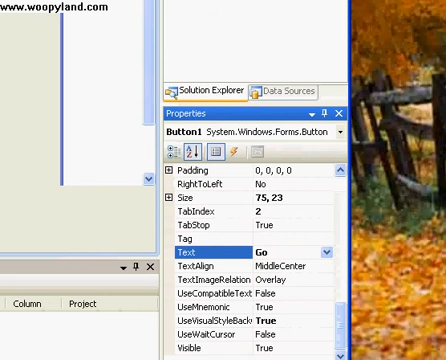 www.woopyland.com
Solution Explorer Data Sources
Properties
Button1 System.Windows.Forms.Button
Padding 0, 0, 0, 0
RightToLeft No
Size 75, 23
TabIndex 2
TabStop True
Tag
Text Go
TextAlign MiddleCenter
TextImageRelation Overlay
UseCompatibleText False
UseMnemonic True
UseVisualStyleBack True
UseWaitCursor False
Visible True
Column Project